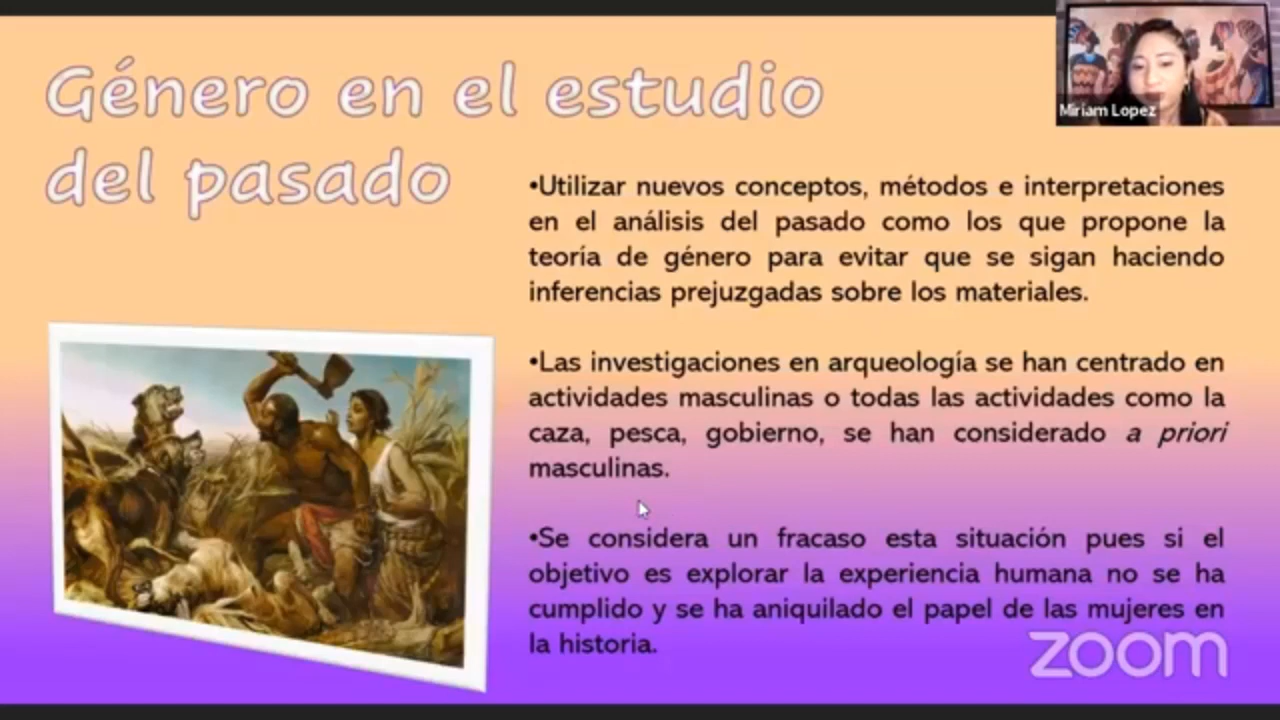 Género en el estudio
del pasado
Miriam Lopez
•Utilizar nuevos conceptos, métodos e interpretaciones
en el análisis del pasado como los que propone la
teoría de género para evitar que se sigan haciendo
inferencias prejuzgadas sobre los materiales.
•Las investigaciones en arqueología se han centrado en
actividades masculinas o todas las actividades como la
caza, pesca, gobierno, se han considerado a priori
masculinas.
•Se considera un fracaso esta situación pues si el
objetivo es explorar la experiencia humana no se ha
cumplido y se ha aniquilado el papel de las mujeres en
la historia.
zoom